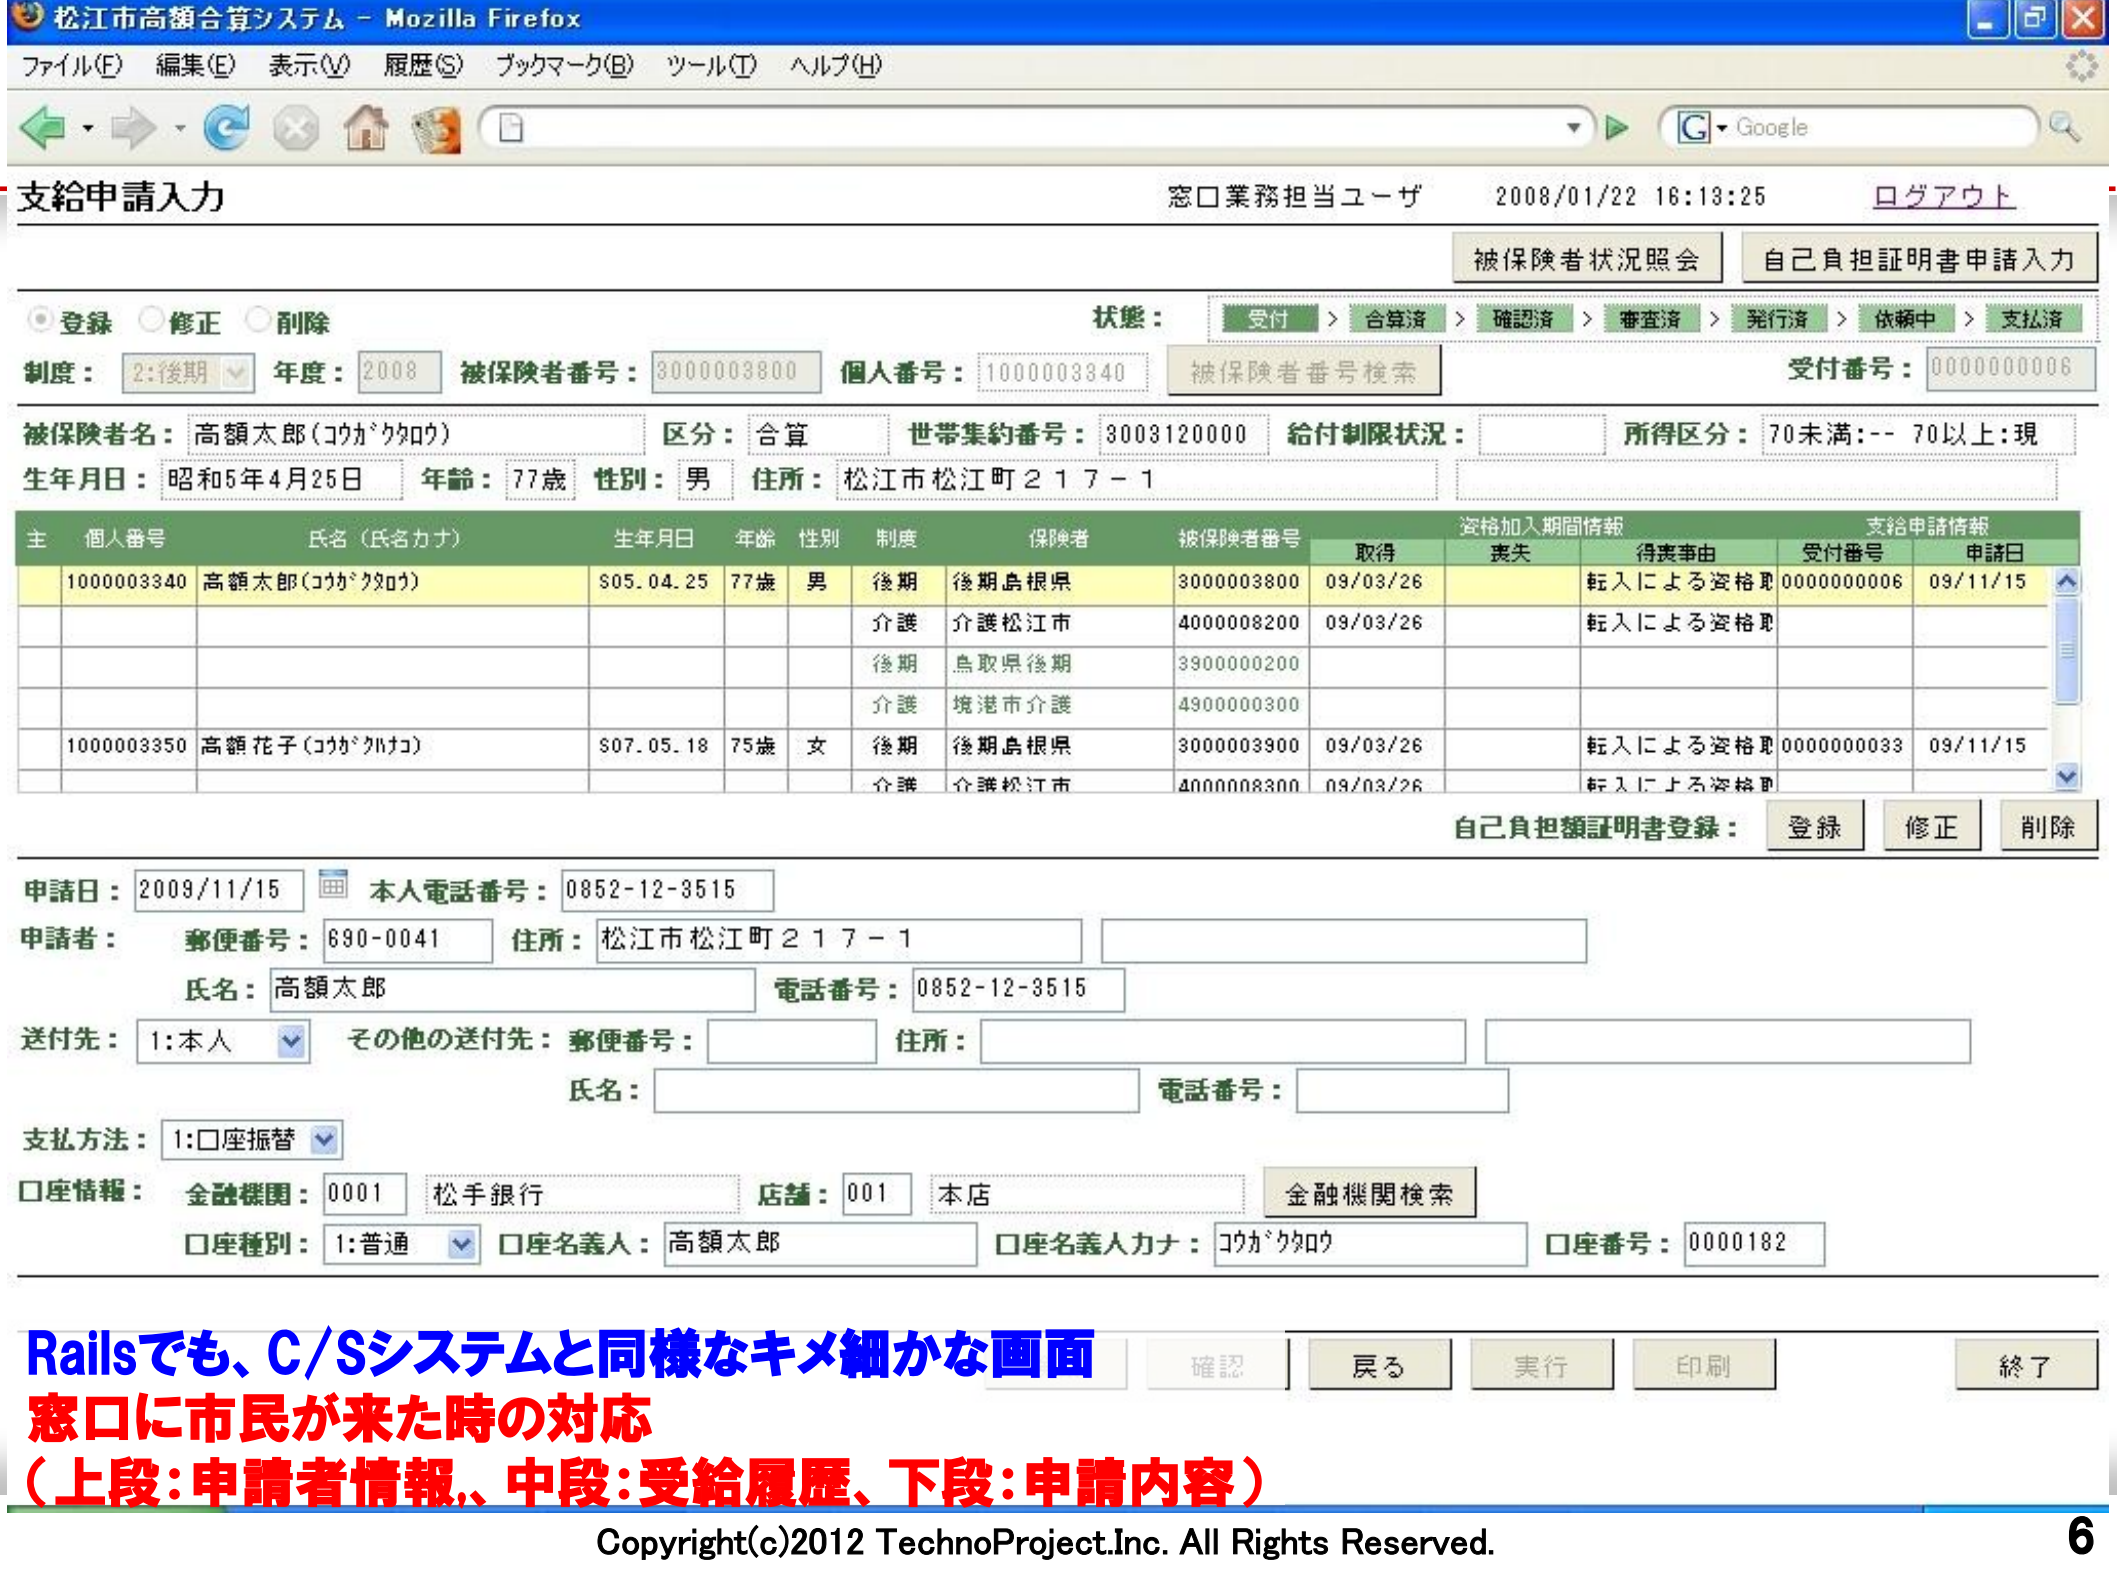 松江市高額合算システム - Mozilla Firefox
ファイル(F) 編集(E) 表示(V) 履歴(S) ブックマーク(B) ツール(T) ヘルプ(H)
G Google
支給申請入力 窓口業務担当ユーザ 2008/01/22 16:13:25 ログアウト
被保険者状況照会 自己負担証明書申請入力
登録 修正 削除 状態： 受付 > 合算済 > 確認済 > 審査済 > 発行済 > 依頼中 > 支払済
制度： 2:後期 年度： 2008 被保険者番号： 3000003800 個人番号： 1000003340 被保険者番号検索 受付番号： 0000000006
被保険者名： 高額太郎(ｺｳｶﾞｸﾀﾛｳ) 区分： 合算 世帯集約番号： 3003120000 給付制限状況： 所得区分： 70未満:-- 70以上:現
生年月日： 昭和5年4月25日 年齢： 77歳 性別： 男 住所： 松江市松江町２１７－１
主 個人番号 氏名（氏名カナ） 生年月日 年齢 性別 制度 保険者 被保険者番号 資格加入期間情報 支給申請情報
取得 喪失 得喪事由 受付番号 申請日
1000003340 高額太郎(ｺｳｶﾞｸﾀﾛｳ) S05.04.25 77歳 男 後期 後期島根県 3000003800 09/03/26 転入による資格取 0000000006 09/11/15
介護 介護松江市 4000008200 09/03/26 転入による資格取
後期 鳥取県後期 3900000200
介護 境港市介護 4900000300
1000003350 高額花子(ｺｳｶﾞｸﾊﾅｺ) S07.05.18 75歳 女 後期 後期島根県 3000003900 09/03/26 転入による資格取 0000000033 09/11/15
介護 介護松江市 4000008300 09/03/26 転入による資格取
自己負担額証明書登録： 登録 修正 削除
申請日： 2009/11/15 本人電話番号： 0852-12-3515
申請者： 郵便番号： 690-0041 住所： 松江市松江町２１７－１
氏名： 高額太郎 電話番号： 0852-12-3515
送付先： 1:本人 その他の送付先： 郵便番号： 住所：
氏名： 電話番号：
支払方法： 1:口座振替
口座情報： 金融機関： 0001 松手銀行 店舗： 001 本店 金融機関検索
口座種別： 1:普通 口座名義人： 高額太郎 口座名義人カナ： ｺｳｶﾞｸﾀﾛｳ 口座番号： 0000182
Railsでも、C/Sシステムと同様なキメ細かな画面 確認 戻る 実行 印刷 終了
窓口に市民が来た時の対応
（上段：申請者情報,、中段：受給履歴、下段：申請内容）
Copyright(c)2012 TechnoProject.Inc. All Rights Reserved. 6